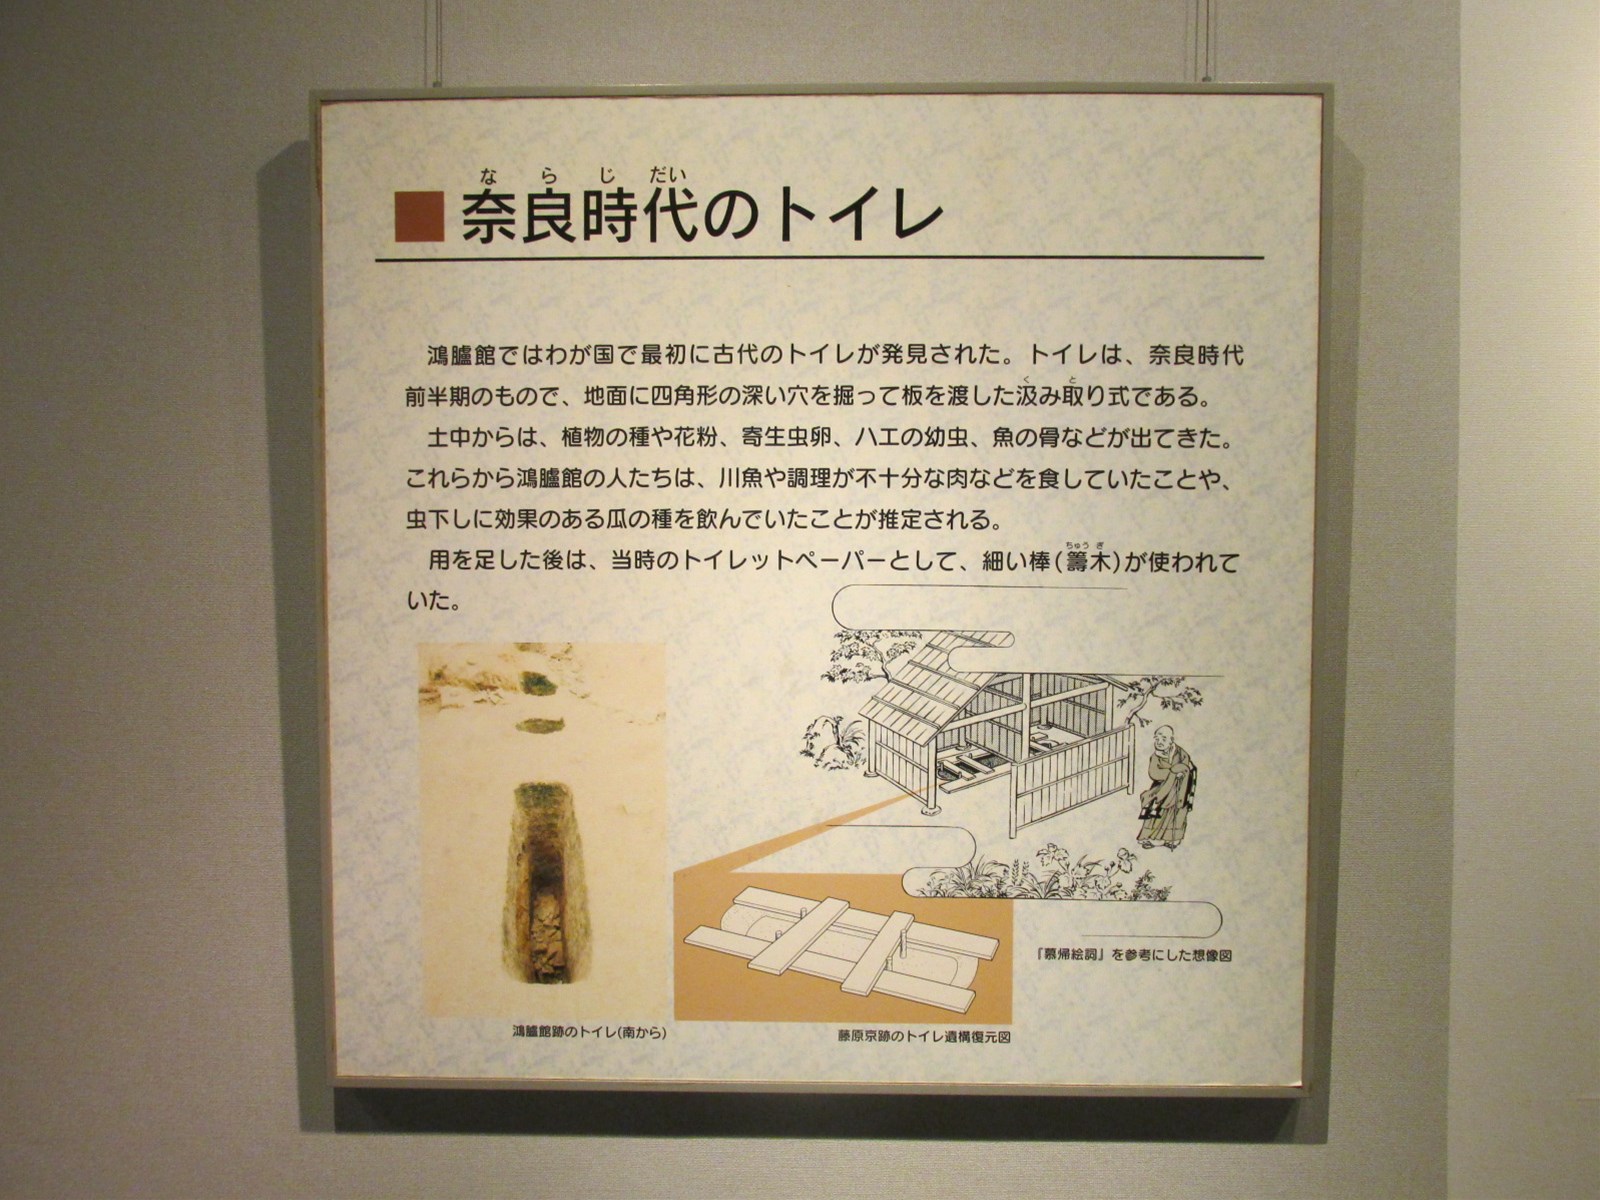 奈良時代のトイレ
鴻臚館ではわが国で最初に古代のトイレが発見された。トイレは、奈良時代
前半期のもので、地面に四角形の深い穴を掘って板を渡した汲み取り式である。
土中からは、植物の種や花粉、寄生虫卵、ハエの幼虫、魚の骨などが出てきた。
これらから鴻臚館の人たちは、川魚や調理が不十分な肉などを食していたことや、
虫下しに効果のある瓜の種を飲んでいたことが推定される。
用を足した後は、当時のトイレットペーパーとして、細い棒(籌木)が使われて
いた。
『慕帰絵詞』を参考にした想像図
鴻臚館跡のトイレ(南から)
藤原京跡のトイレ遺構復元図